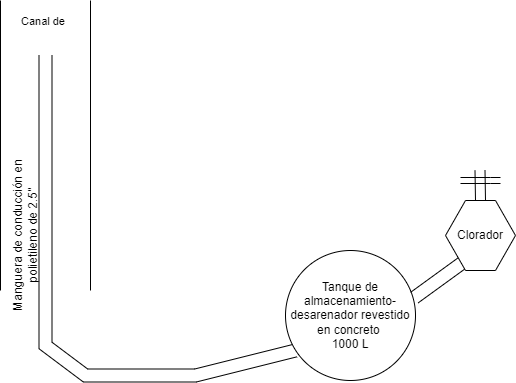 Canal de
Manguera de conducción en
polietileno de 2.5"
Tanque de
almacenamiento-
desarenador revestido
en concreto
1000 L
Clorador